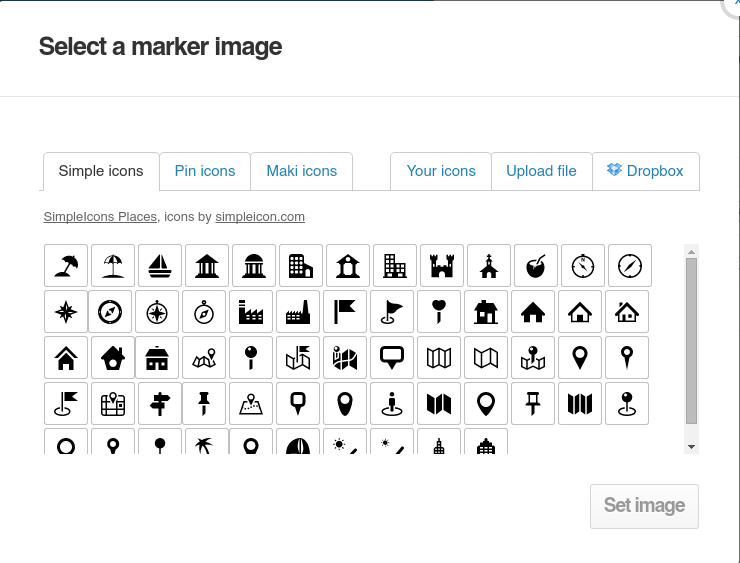 Select a marker image
Simple icons Pin icons Maki icons Your icons Upload file Dropbox
SimpleIcons Places, icons by simpleicon.com
Set image